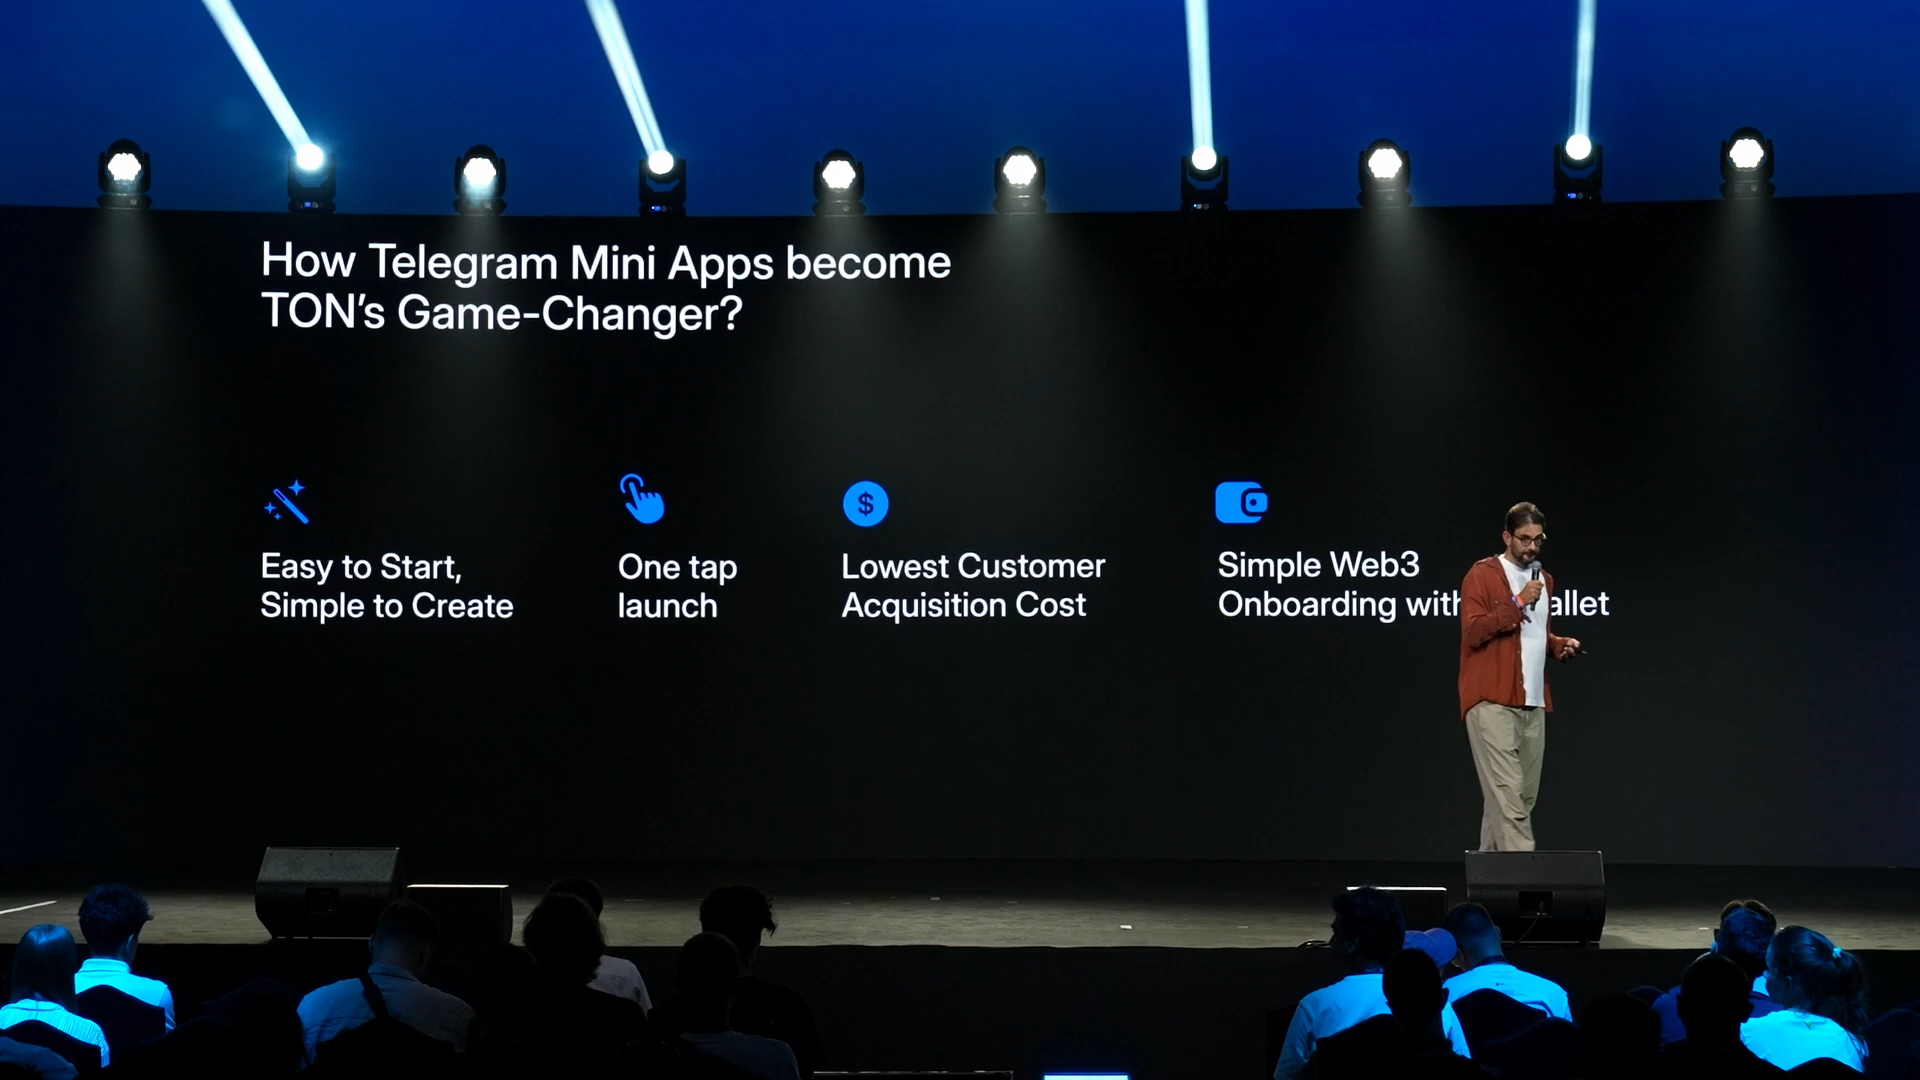 How Telegram Mini Apps become
TON’s Game-Changer?
Easy to Start,
Simple to Create
One tap
launch
$
Lowest Customer
Acquisition Cost
Simple Web3
Onboarding with